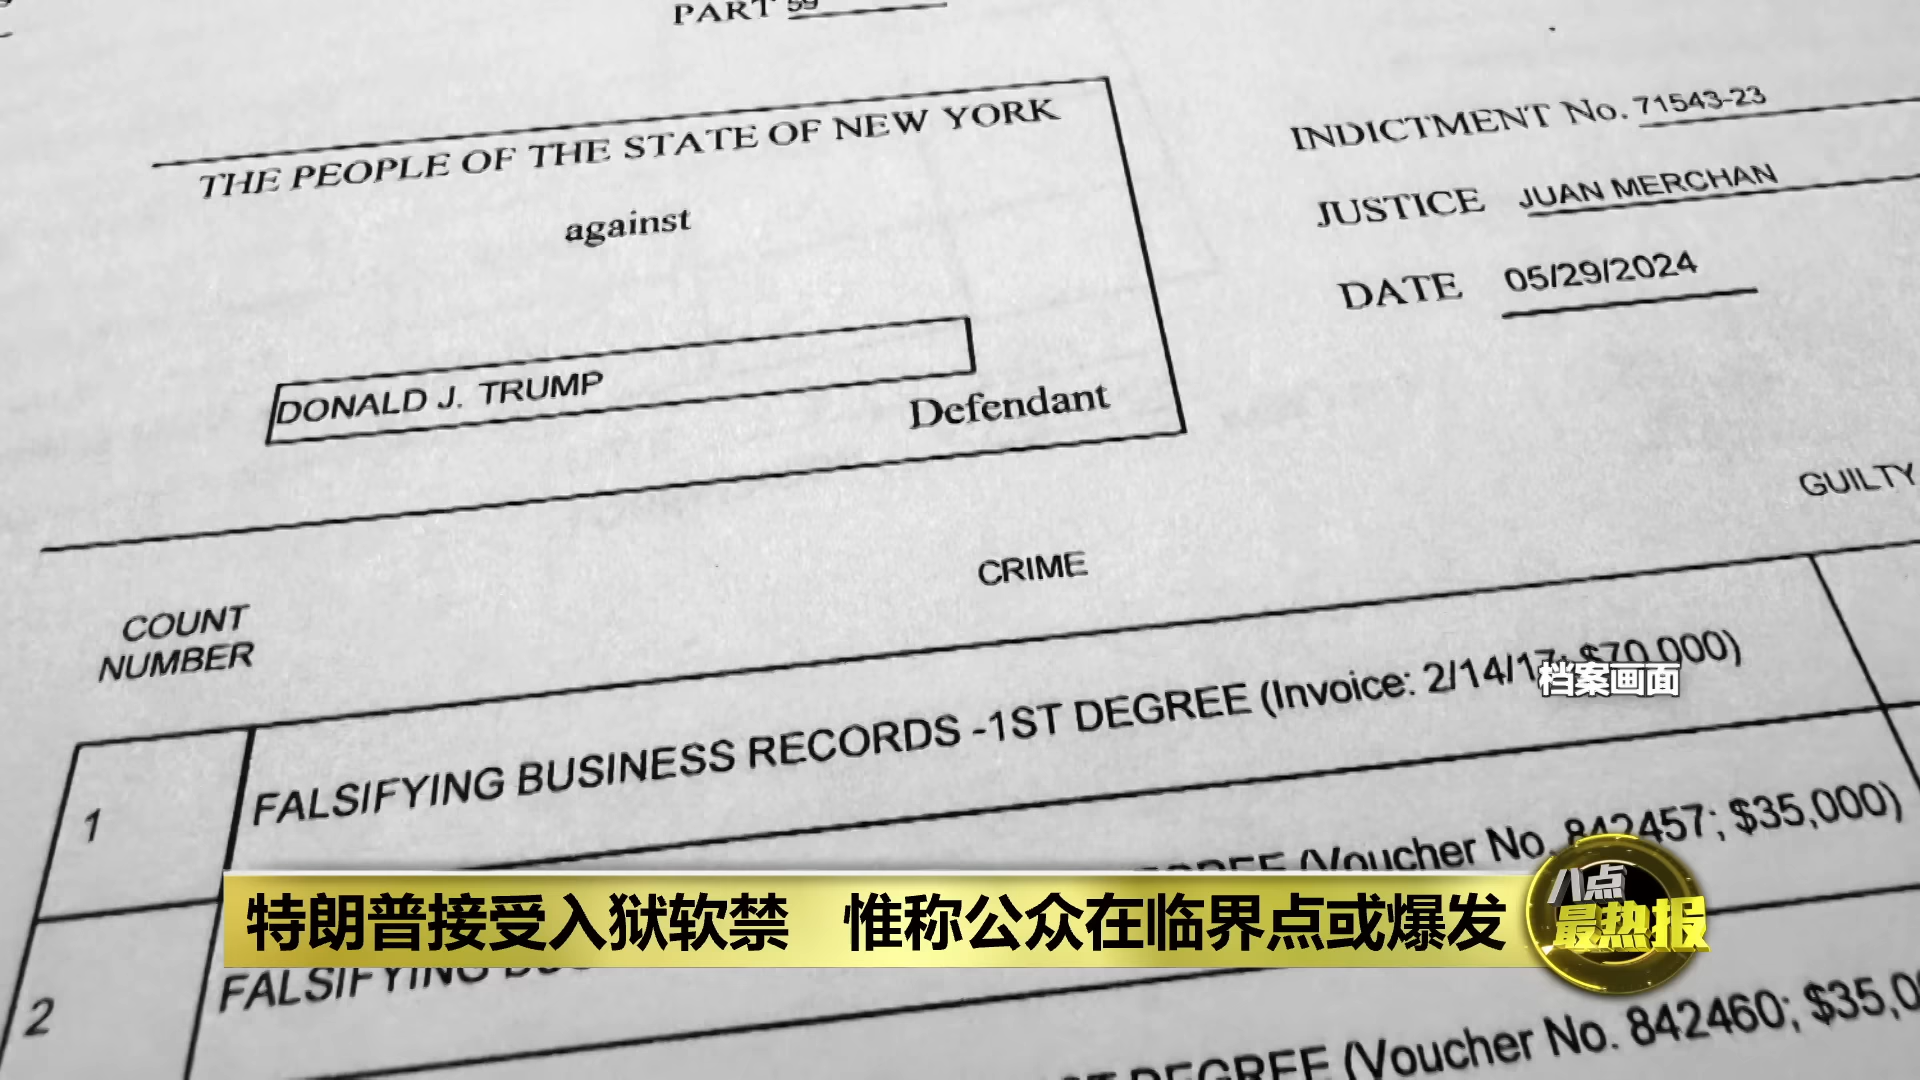 PART 59
THE PEOPLE OF THE STATE OF NEW YORK
against
DONALD J. TRUMP
Defendant
INDICTMENT No. 71543-23
JUSTICE JUAN MERCHAN
DATE 05/29/2024
GUILTY
COUNT
NUMBER
CRIME
1
FALSIFYING BUSINESS RECORDS -1ST DEGREE (Invoice: 2/14/17; $70,000)
档案画面
DEGREE (Voucher No. 842457; $35,000)
特朗普接受入狱软禁 惟称公众在临界点或爆发
八点
最热报
2
FALSIFYING
DEGREE (Voucher No. 842460; $35,0